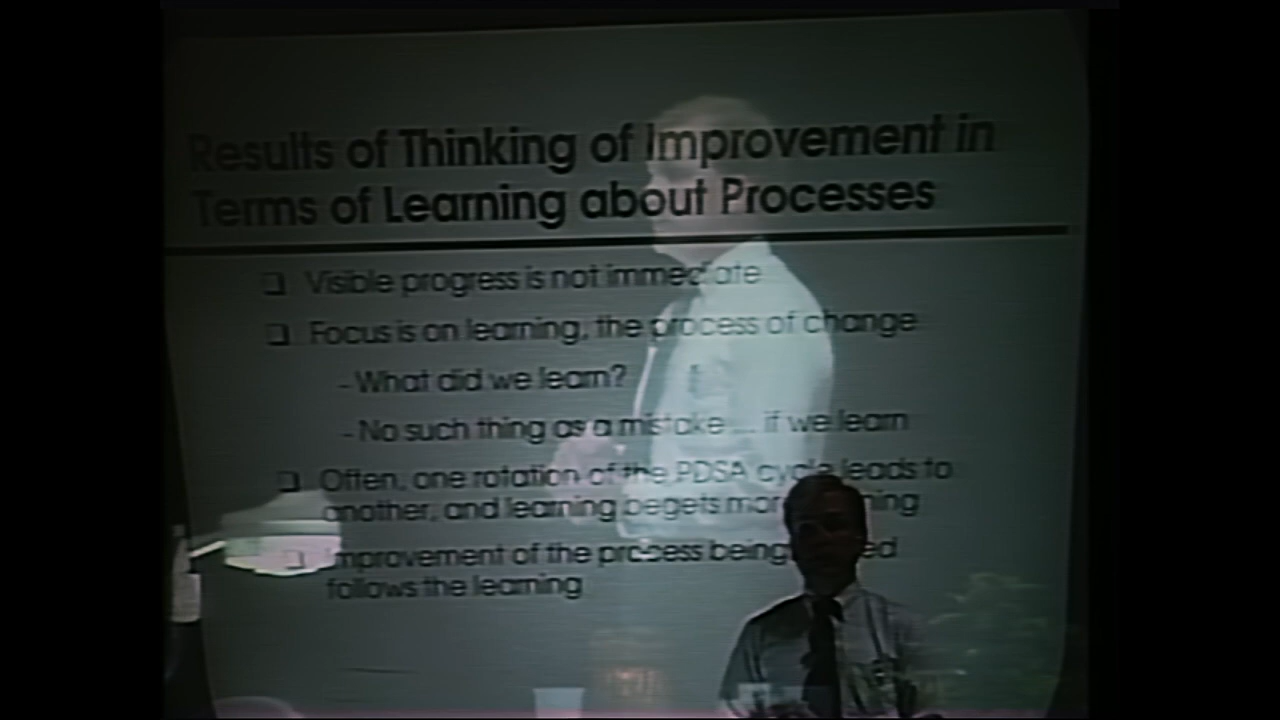 Results of Thinking of Improvement in
Terms of Learning about Processes
❑ Visible progress is not immediate
❑ Focus is on learning, the process of change
- What did we learn?
- No such thing as a mistake ... if we learn
❑ Often, one rotation of the PDSA cycle leads to
another, and learning begets more learning
❑ Improvement of the process being
follows the learning